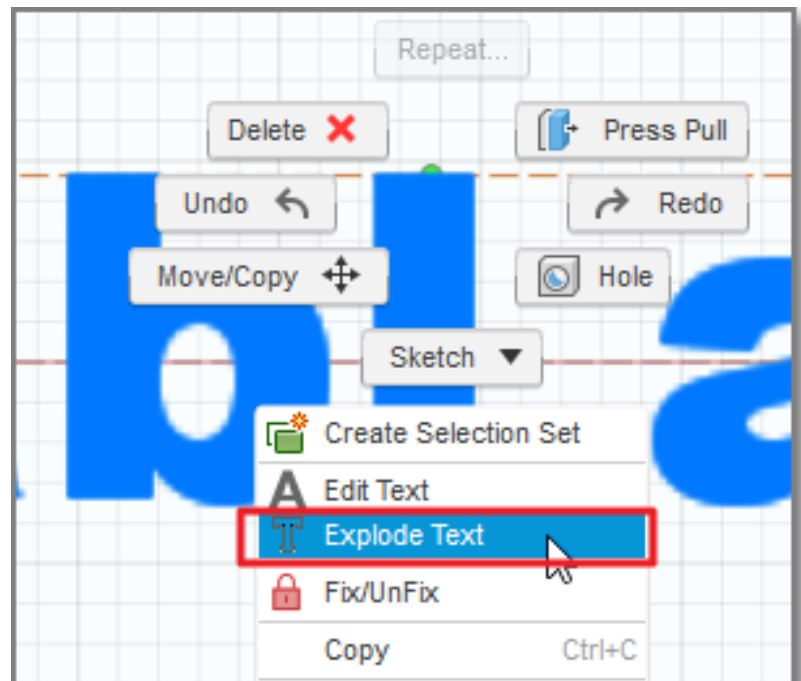 Repeat...
Delete
Press Pull
Undo
Redo
Move/Copy
Hole
Sketch
bla
Create Selection Set
Edit Text
Explode Text
Fix/UnFix
Copy Ctrl+C